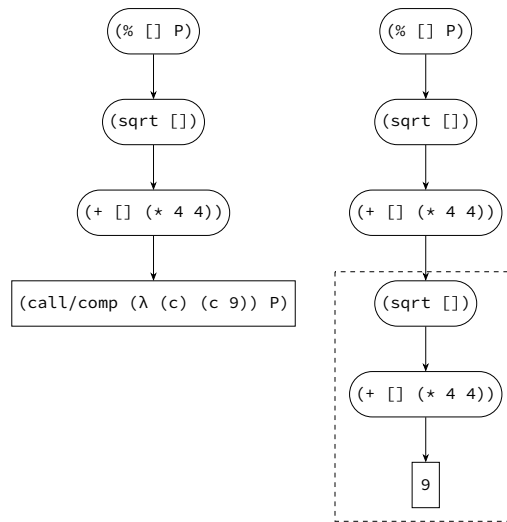 (% [] P)
(sqrt [])
(+ [] (* 4 4))
(call/comp (λ (c) (c 9)) P)
(% [] P)
(sqrt [])
(+ [] (* 4 4))
(sqrt [])
(+ [] (* 4 4))
9